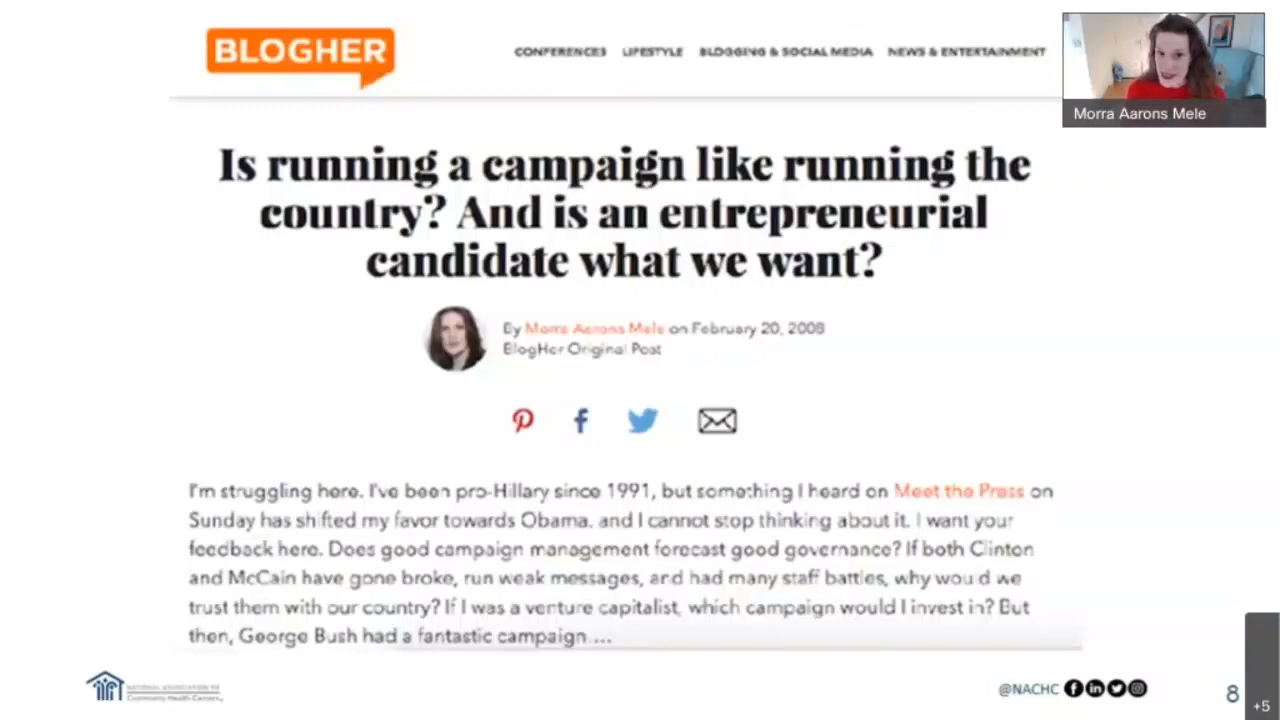 BLOGHER
CONFERENCES LIFESTYLE BLOGGING & SOCIAL MEDIA NEWS & ENTERTAINMENT
Morra Aarons Mele
Is running a campaign like running the
country? And is an entrepreneurial
candidate what we want?
By Morra Aarons Mele on February 20, 2008
BlogHer Original Post
I'm struggling here. I've been pro-Hillary since 1991, but something I heard on Meet the Press on
Sunday has shifted my favor towards Obama, and I cannot stop thinking about it. I want your
feedback here. Does good campaign management forecast good governance? If both Clinton
and McCain have gone broke, run weak messages, and had many staff battles, why would we
trust them with our country? If I was a venture capitalist, which campaign would I invest in? But
then, George Bush had a fantastic campaign ...
NATIONAL ASSOCIATION OF
Community Health Centers
@NACHC
8
+5